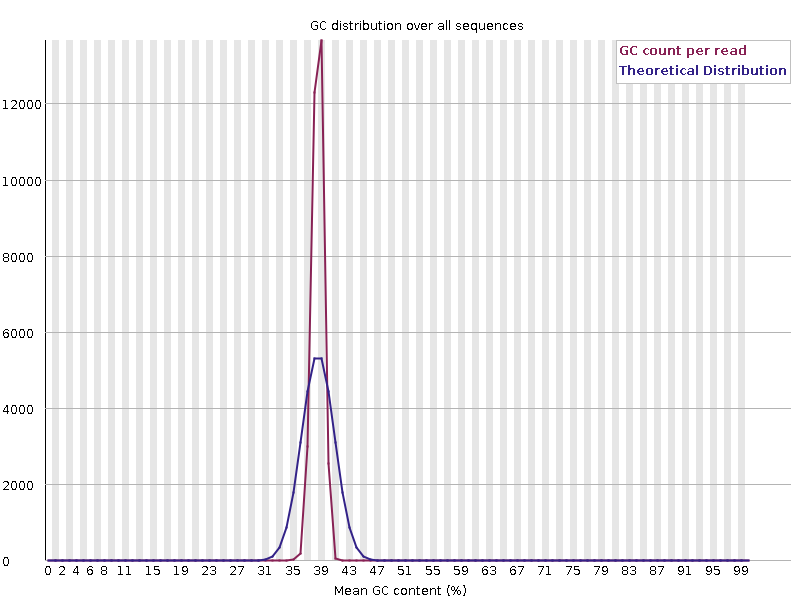 GC distribution over all sequences
GC count per read
Theoretical Distribution
12000
10000
8000
6000
4000
2000
0
0 2 4 6 8 11 15 19 23 27 31 35 39 43 47 51 55 59 63 67 71 75 79 83 87 91 95 99
Mean GC content (%)